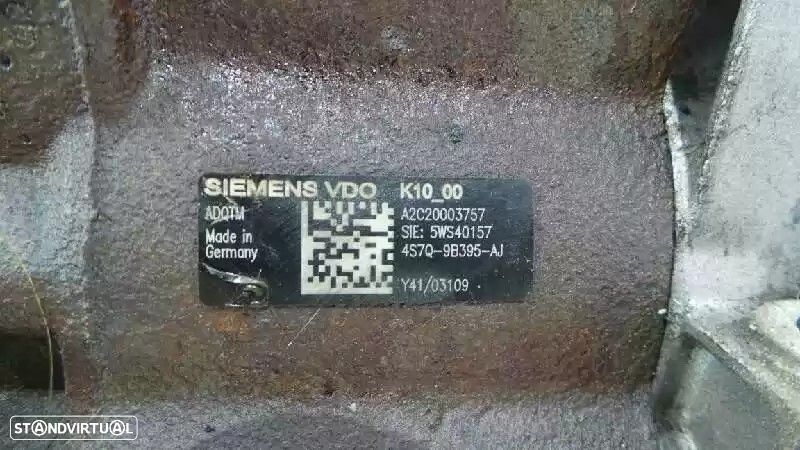 SIEMENS VDO K10_00
ADQTM A2C20003757
Made in SIE: 5WS40157
Germany 4S7Q-9B395-AJ
Y41/03109
STANDVIRTUAL